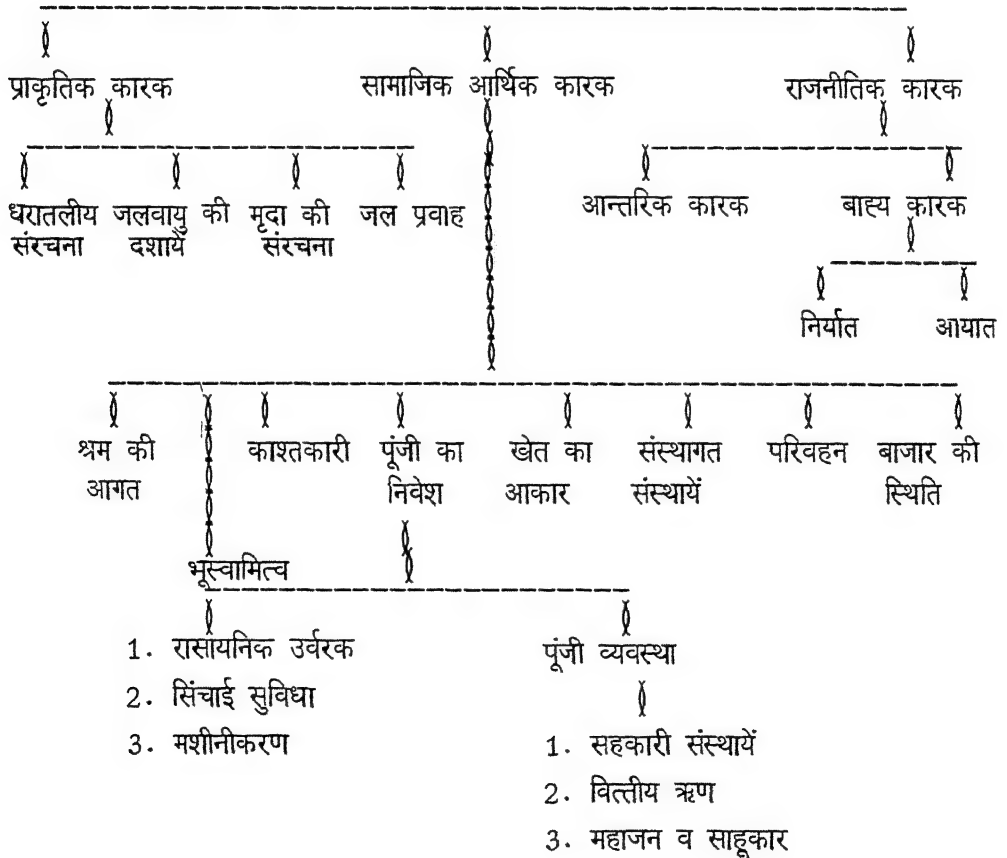 प्राकृतिक कारक सामाजिक आर्थिक कारक राजनीतिक कारक
धरातलीय जलवायु की मृदा की जल प्रवाह आन्तरिक कारक बाह्य कारक
संरचना दशायें संरचना
निर्यात आयात
श्रम की काश्तकारी पूंजी का खेत का संस्थागत परिवहन बाजार की
आगत निवेश आकार संस्थायें स्थिति
भूस्वामित्व
1. रासायनिक उर्वरक पूंजी व्यवस्था
2. सिंचाई सुविधा
3. मशीनीकरण 1. सहकारी संस्थायें
2. वित्तीय ऋण
3. महाजन व साहूकार